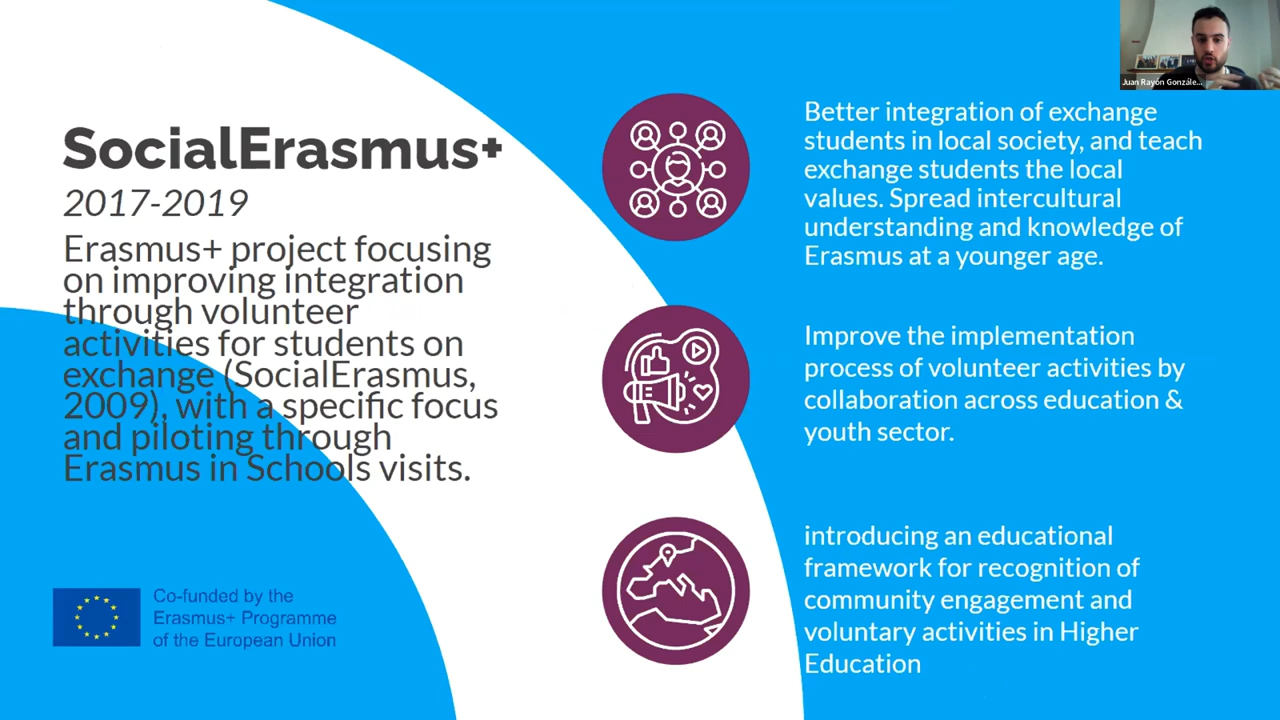 SocialErasmus+
2017-2019
Erasmus+ project focusing
on improving integration
through volunteer
activities for students on
exchange (SocialErasmus,
2009), with a specific focus
and piloting through
Erasmus in Schools visits.
Co-funded by the
Erasmus+ Programme
of the European Union
Better integration of exchange
students in local society, and teach
exchange students the local
values. Spread intercultural
understanding and knowledge of
Erasmus at a younger age.
Improve the implementation
process of volunteer activities by
collaboration across education &
youth sector.
introducing an educational
framework for recognition of
community engagement and
voluntary activities in Higher
Education
Juan Rayón Gonzále...